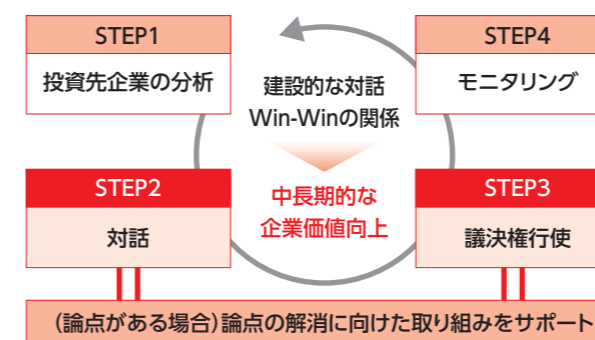 STEP1
投資先企業の分析
STEP4
モニタリング
建設的な対話
Win-Winの関係
中長期的な
企業価値向上
STEP2
対話
STEP3
議決権行使
(論点がある場合)論点の解消に向けた取り組みをサポート